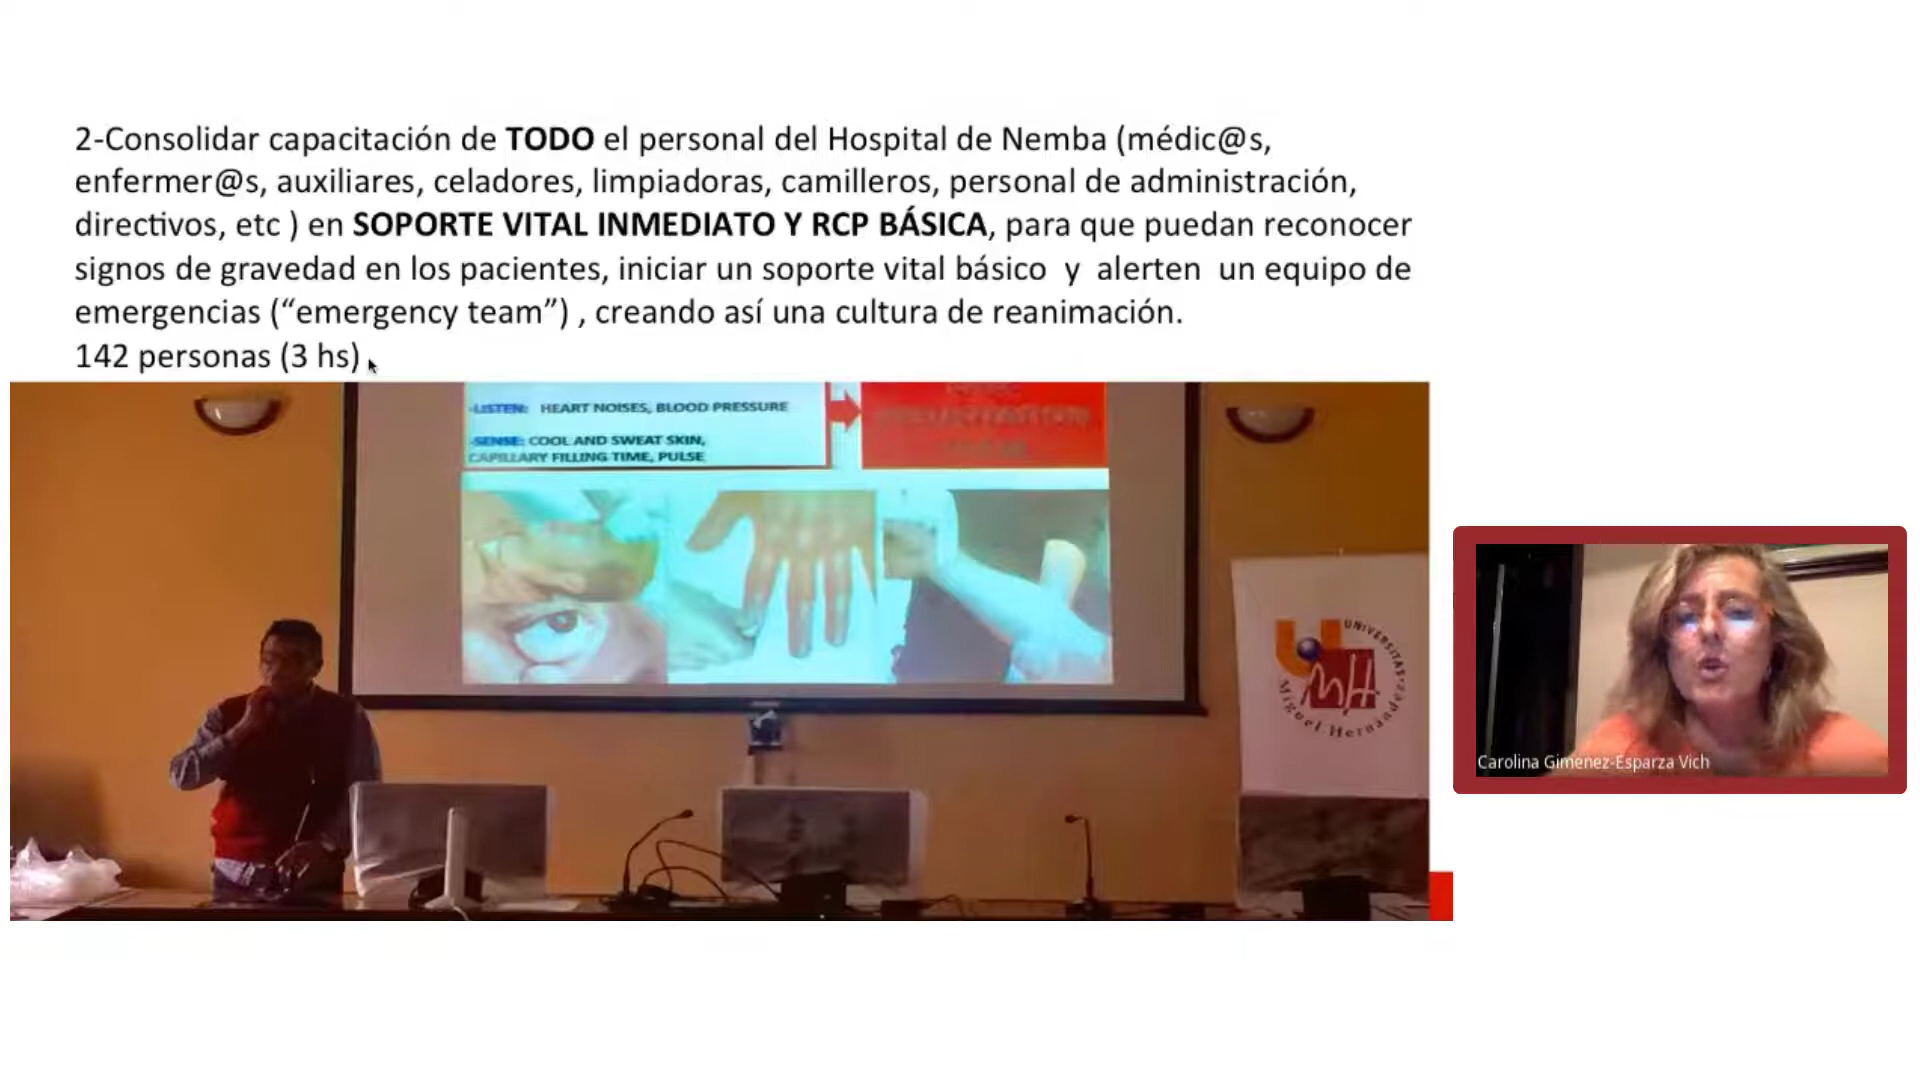 2-Consolidar capacitación de TODO el personal del Hospital de Nemba (médic@s,
enfermer@s, auxiliares, celadores, limpiadoras, camilleros, personal de administración,
directivos, etc ) en SOPORTE VITAL INMEDIATO Y RCP BÁSICA, para que puedan reconocer
signos de gravedad en los pacientes, iniciar un soporte vital básico y alerten un equipo de
emergencias (“emergency team”) , creando así una cultura de reanimación.
142 personas (3 hs)
-LISTEN: HEART NOISES, BLOOD PRESSURE
-SENSE: COOL AND SWEAT SKIN,
CAPILLARY FILLING TIME, PULSE
UNIVERSITAS
Miguel Hernández
Carolina Gimenez-Esparza Vich